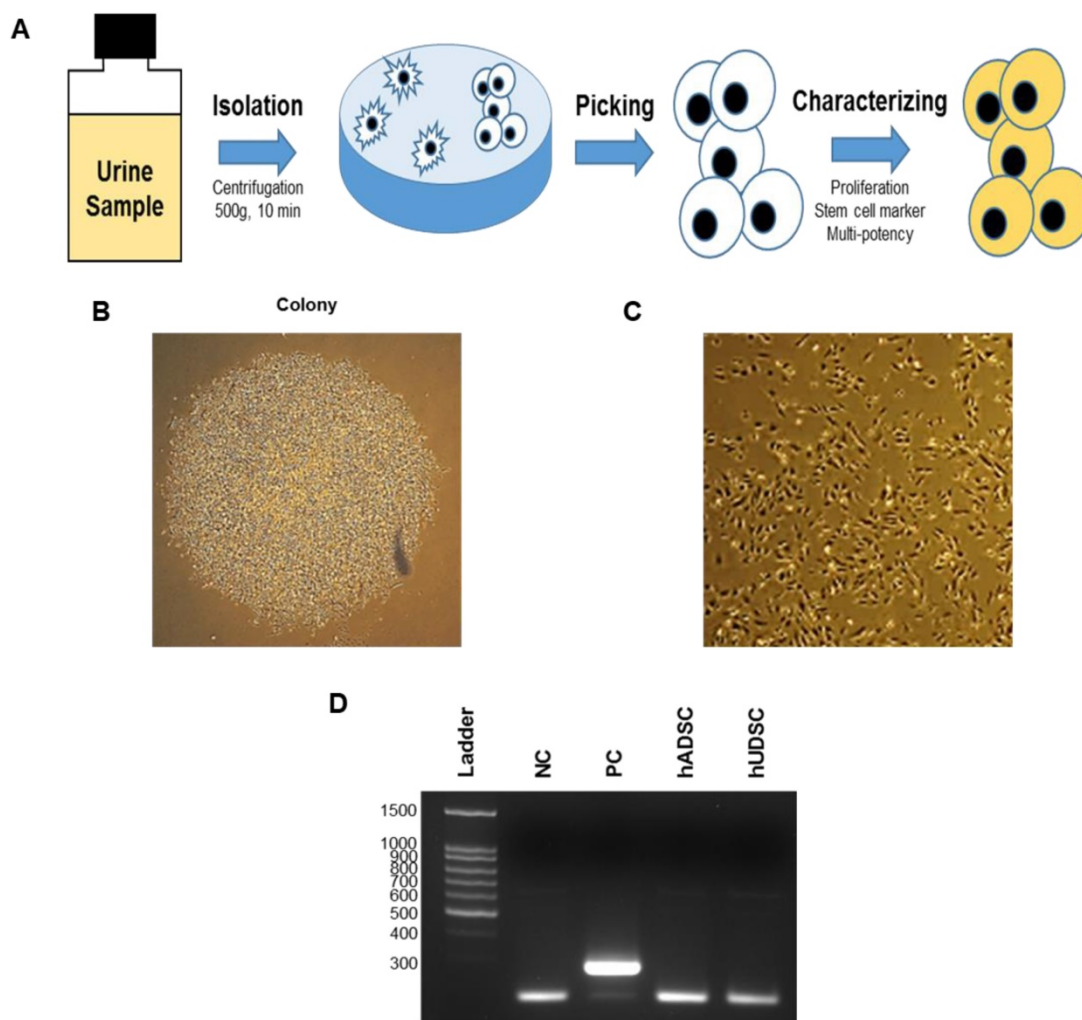 A
Urine
Sample
Isolation
Centrifugation
500g, 10 min
Picking
Characterizing
Proliferation
Stem cell marker
Multi-potency
B
Colony
C
D
Ladder
NC
PC
hADSC
hUDSC
1500
1000
900
800
700
600
500
400
300